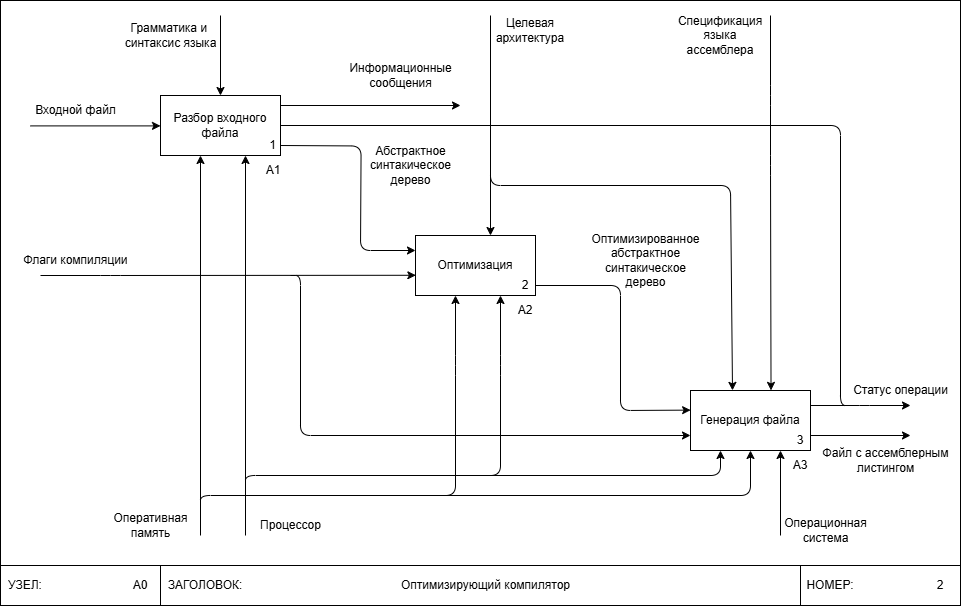 Грамматика и
синтаксис языка
Целевая
архитектура
Спецификация
языка
ассемблера
Информационные
сообщения
Входной файл
Разбор входного
файла
1
A1
Абстрактное
синтакическое
дерево
Флаги компиляции
Оптимизация
2
A2
Оптимизированное
абстрактное
синтакическое
дерево
Генерация файла
3
A3
Статус операции
Файл с ассемблерным
листингом
Оперативная
память
Процессор
Операционная
система
УЗЕЛ: A0 ЗАГОЛОВОК: Оптимизирующий компилятор НОМЕР: 2